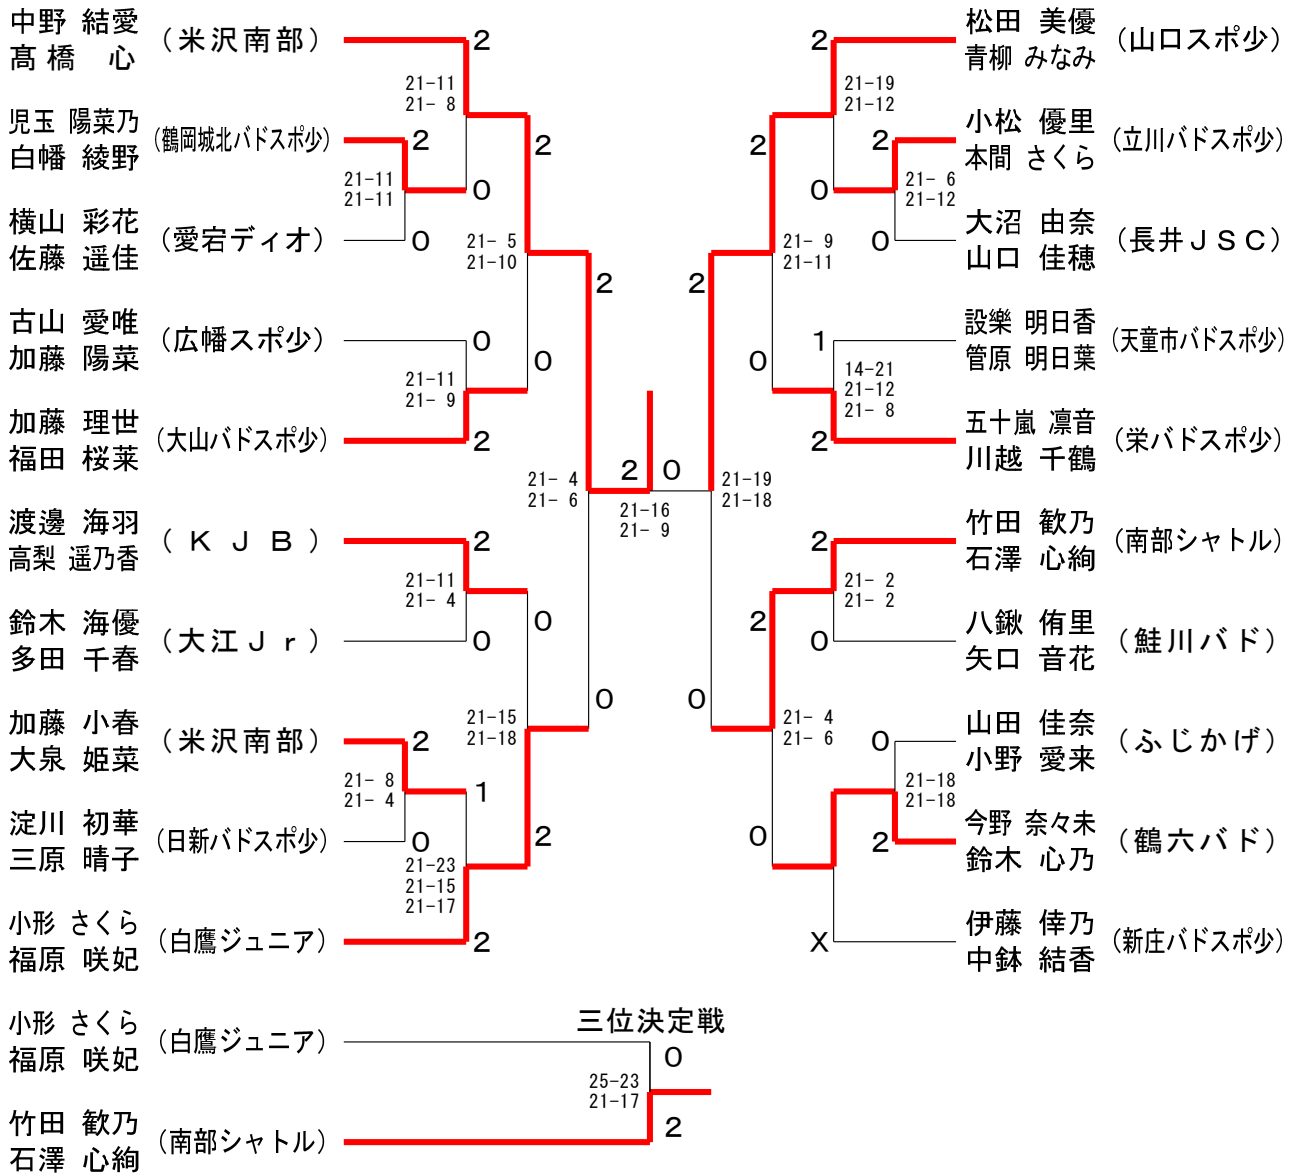 中野 結愛
髙橋 心
(米沢南部)
2
21-11
21- 8
児玉 陽菜乃
白幡 綾野
(鶴岡城北バドスポ少)
2
21-11
21-11
0
2
横山 彩花
佐藤 遥佳
(愛宕ディオ)
0
21- 5
21-10
2
古山 愛唯
加藤 陽菜
(広幡スポ少)
0
21-11
21- 9
0
加藤 理世
福田 桜莱
(大山バドスポ少)
2
21- 4
21- 6
渡邊 海羽
高梨 遥乃香
(KJB)
2
21-11
21- 4
0
鈴木 海優
多田 千春
(大江Jr)
0
0
加藤 小春
大泉 姫菜
(米沢南部)
2
21-15
21-18
21- 8
21- 4
1
2
淀川 初華
三原 晴子
(日新バドスポ少)
0
21-23
21-15
21-17
小形 さくら
福原 咲妃
(白鷹ジュニア)
2
2
0
21-16
21- 9
松田 美優
青柳 みなみ
(山口スポ少)
2
21-19
21-12
小松 優里
本間 さくら
(立川バドスポ少)
2
21- 6
21-12
0
2
大沼 由奈
山口 佳穂
(長井JSC)
0
21- 9
21-11
2
設樂 明日香
管原 明日葉
(天童市バドスポ少)
1
14-21
21-12
21- 8
0
五十嵐 凛音
川越 千鶴
(栄バドスポ少)
2
21-19
21-18
竹田 歓乃
石澤 心絢
(南部シャトル)
2
21- 2
21- 2
2
八鍬 侑里
矢口 音花
(鮭川バド)
0
0
山田 佳奈
小野 愛来
(ふじかげ)
0
21- 4
21- 6
21-18
21-18
今野 奈々未
鈴木 心乃
(鶴六バド)
2
0
伊藤 倖乃
中鉢 結香
(新庄バドスポ少)
X
三位決定戦
小形 さくら
福原 咲妃
(白鷹ジュニア)
0
25-23
21-17
竹田 歓乃
石澤 心絢
(南部シャトル)
2